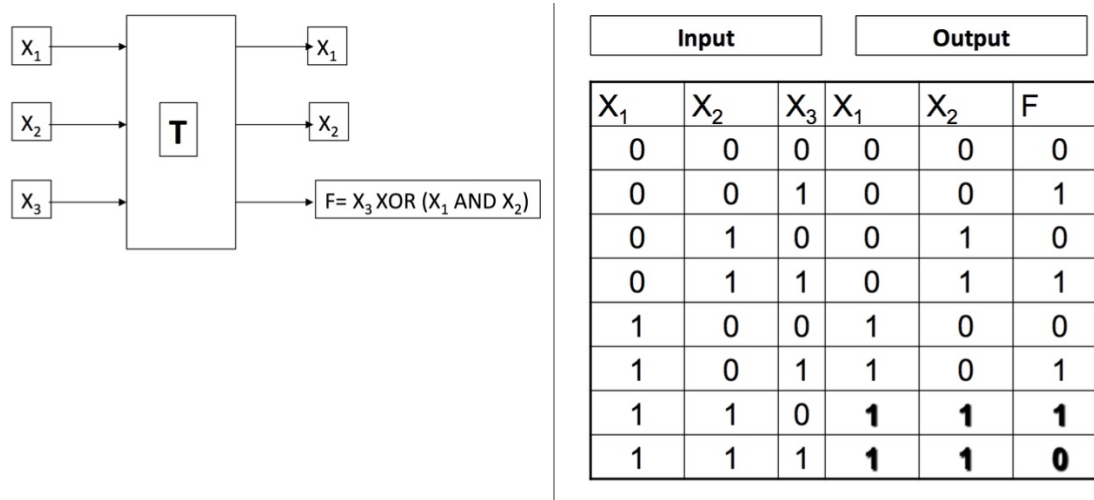 X₁
X₁
X₂
T
X₂
X₃
F= X₃ XOR (X₁ AND X₂)
Input Output
X₁ X₂ X₃ X₁ X₂ F
0 0 0 0 0 0
0 0 1 0 0 1
0 1 0 0 1 0
0 1 1 0 1 1
1 0 0 1 0 0
1 0 1 1 0 1
1 1 0 1 1 1
1 1 1 1 1 0